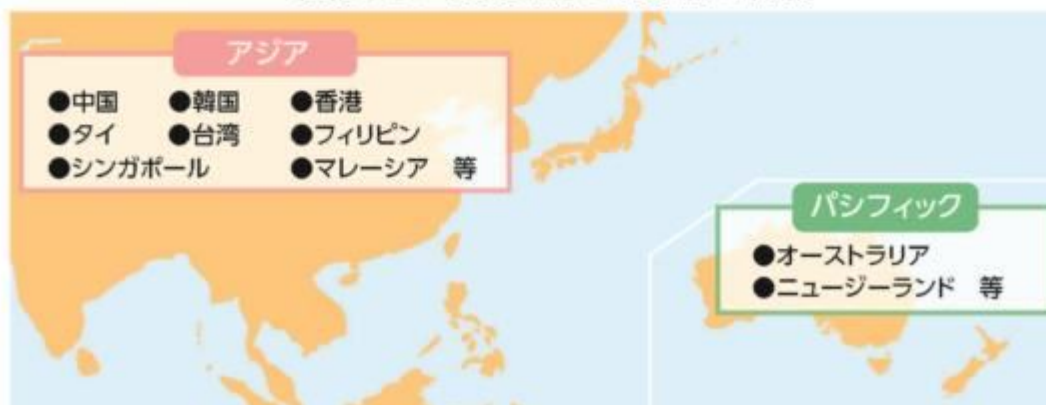 アジア
●中国 ●韓国 ●香港
●タイ ●台湾 ●フィリピン
●シンガポール ●マレーシア 等
パシフィック
●オーストラリア
●ニュージーランド 等